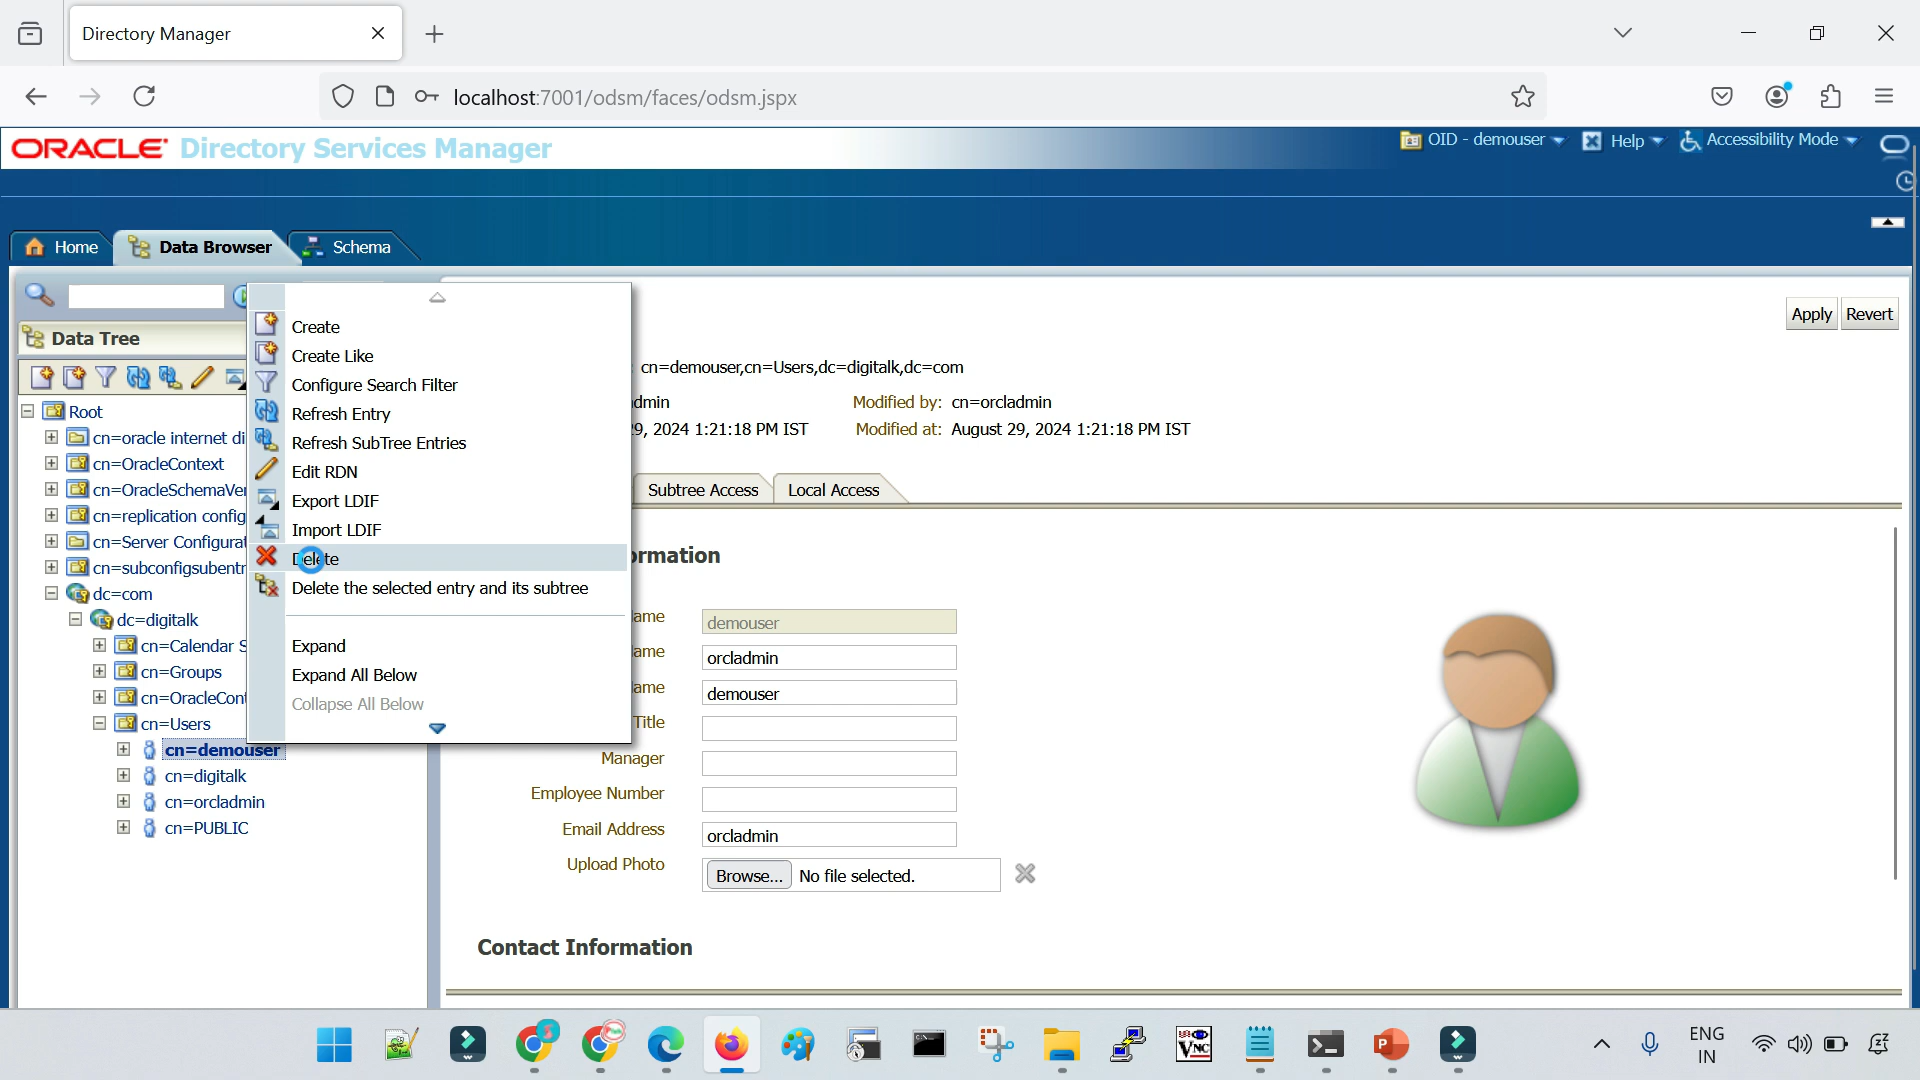 Directory Manager
localhost:7001/odsm/faces/odsm.jspx
ORACLE Directory Services Manager
OID - demouser
Help
Accessibility Mode
Home
Data Browser
Schema
Data Tree
Root
cn=oracle internet di
cn=OracleContext
cn=OracleSchemaVer
cn=replication config
cn=Server Configurat
cn=subconfigsubentr
dc=com
dc=digitalk
cn=Calendar S
cn=Groups
cn=OracleCont
cn=Users
cn=demouser
cn=digitalk
cn=orcladmin
cn=PUBLIC
Create
Create Like
Configure Search Filter
Refresh Entry
Refresh SubTree Entries
Edit RDN
Export LDIF
Import LDIF
Delete
Delete the selected entry and its subtree
Expand
Expand All Below
Collapse All Below
Apply
Revert
cn=demouser,cn=Users,dc=digitalk,dc=com
dmin
Modified by: cn=orcladmin
29, 2024 1:21:18 PM IST
Modified at: August 29, 2024 1:21:18 PM IST
Subtree Access
Local Access
ormation
ame
demouser
ame
orcladmin
ame
demouser
Title
Manager
Employee Number
Email Address
orcladmin
Upload Photo
Browse...
No file selected.
Contact Information
ENG
IN